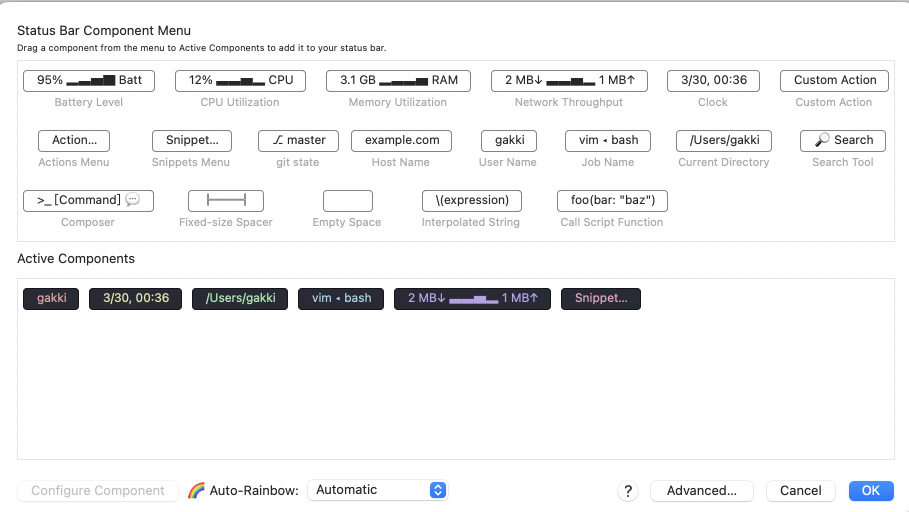 Status Bar Component Menu
Drag a component from the menu to Active Components to add it to your status bar.
95% Batt 12% CPU 3.1 GB RAM 2 MB↓ 1 MB↑ 3/30, 00:36 Custom Action
Battery Level CPU Utilization Memory Utilization Network Throughput Clock Custom Action
Action... Snippet... ⎇ master example.com gakki vim ◂ bash /Users/gakki 🔎 Search
Actions Menu Snippets Menu git state Host Name User Name Job Name Current Directory Search Tool
>_ [Command] 💬 \(expression) foo(bar: "baz")
Composer Fixed-size Spacer Empty Space Interpolated String Call Script Function
Active Components
gakki 3/30, 00:36 /Users/gakki vim ◂ bash 2 MB↓ 1 MB↑ Snippet...
Configure Component 🌈 Auto-Rainbow: Automatic ? Advanced... Cancel OK